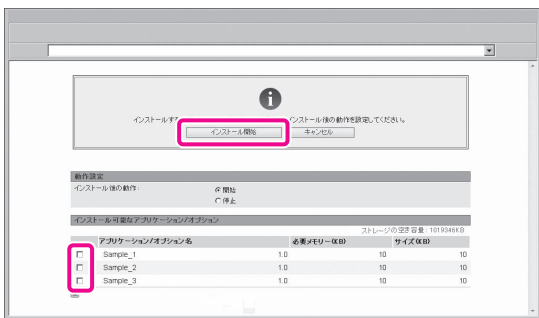 インストールす
インストール後の動作を設定してください。
インストール開始 キャンセル
動作設定
インストール後の動作: 開始
停止
インストール可能なアプリケーション/オプション
ストレージの空き容量: 1019346KB
アプリケーション/オプション名 必要メモリー(KB) サイズ(KB)
Sample_1 1.0 10 10
Sample_2 1.0 10 10
Sample_3 1.0 10 10